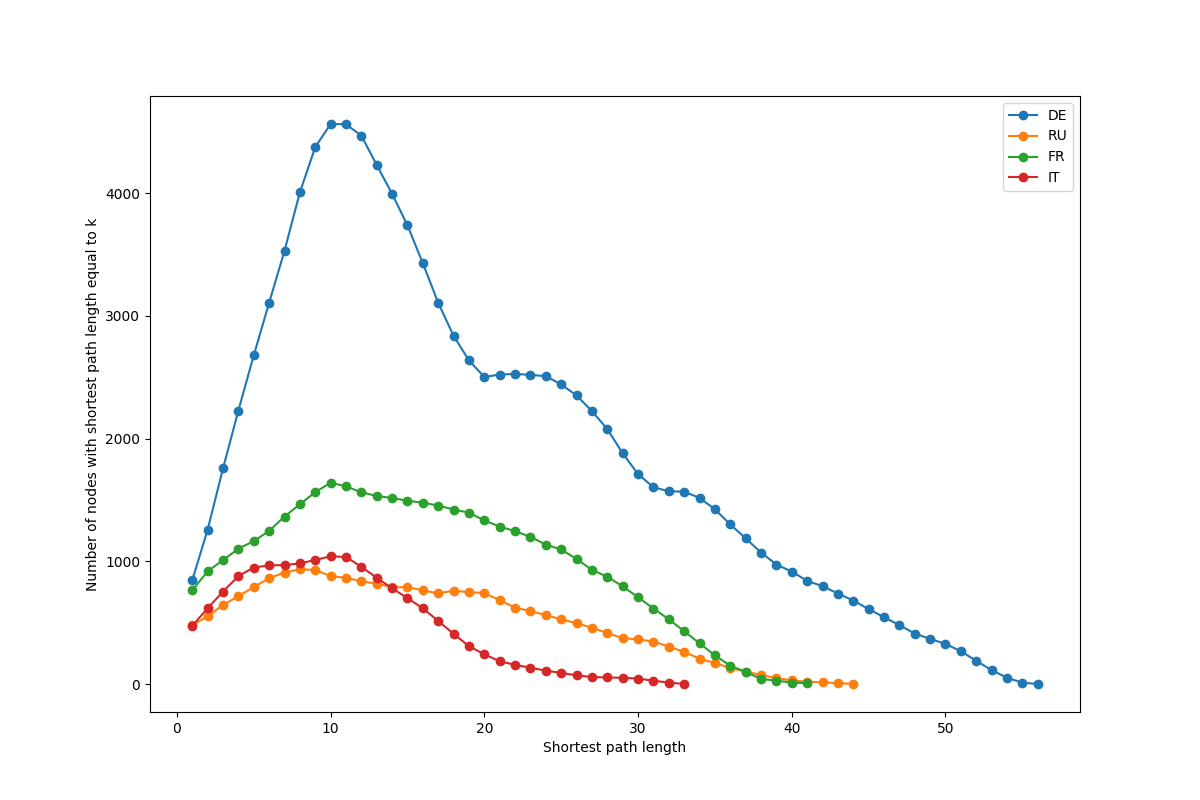 DE
RU
FR
IT
4000
3000
2000
1000
0
Number of nodes with shortest path length equal to k
0 10 20 30 40 50
Shortest path length